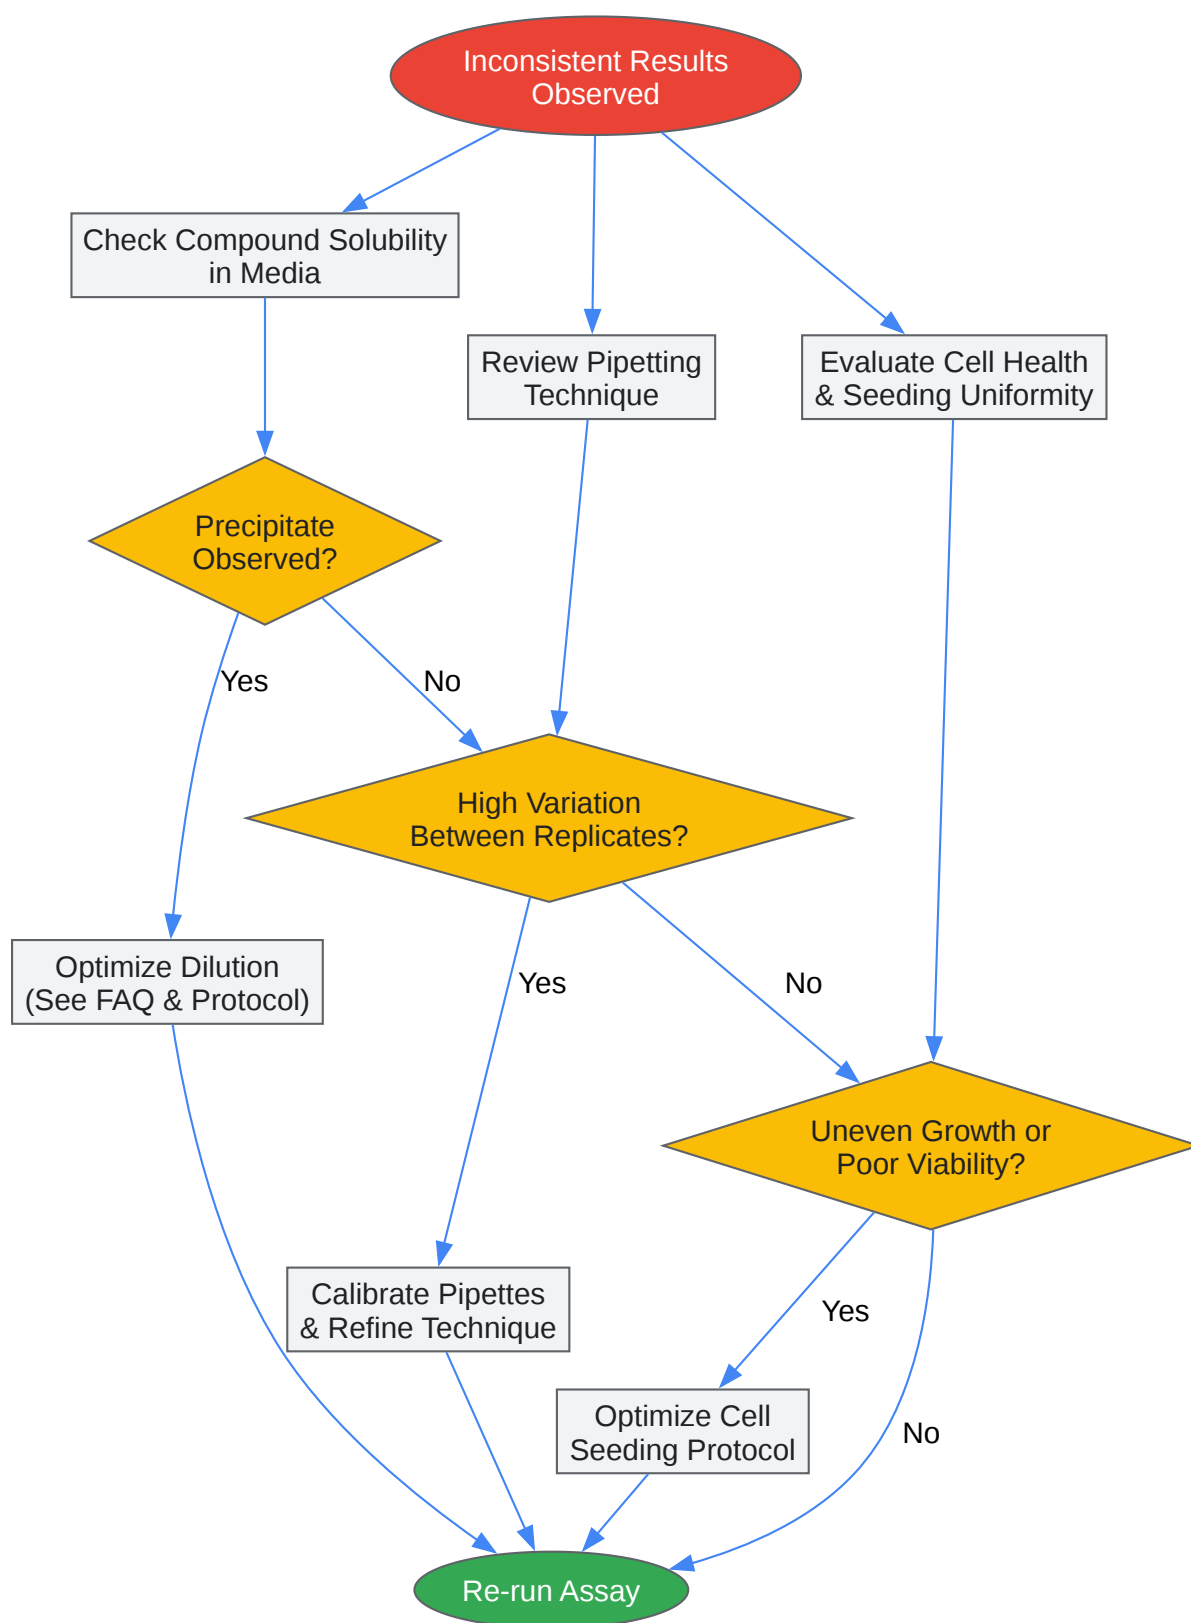 Inconsistent Results
Observed
Check Compound Solubility
in Media
Review Pipetting
Technique
Evaluate Cell Health
& Seeding Uniformity
Precipitate
Observed?
Yes
No
High Variation
Between Replicates?
Optimize Dilution
(See FAQ & Protocol)
Yes
No
Uneven Growth or
Poor Viability?
Calibrate Pipettes
& Refine Technique
Yes
Optimize Cell
Seeding Protocol
No
Re-run Assay